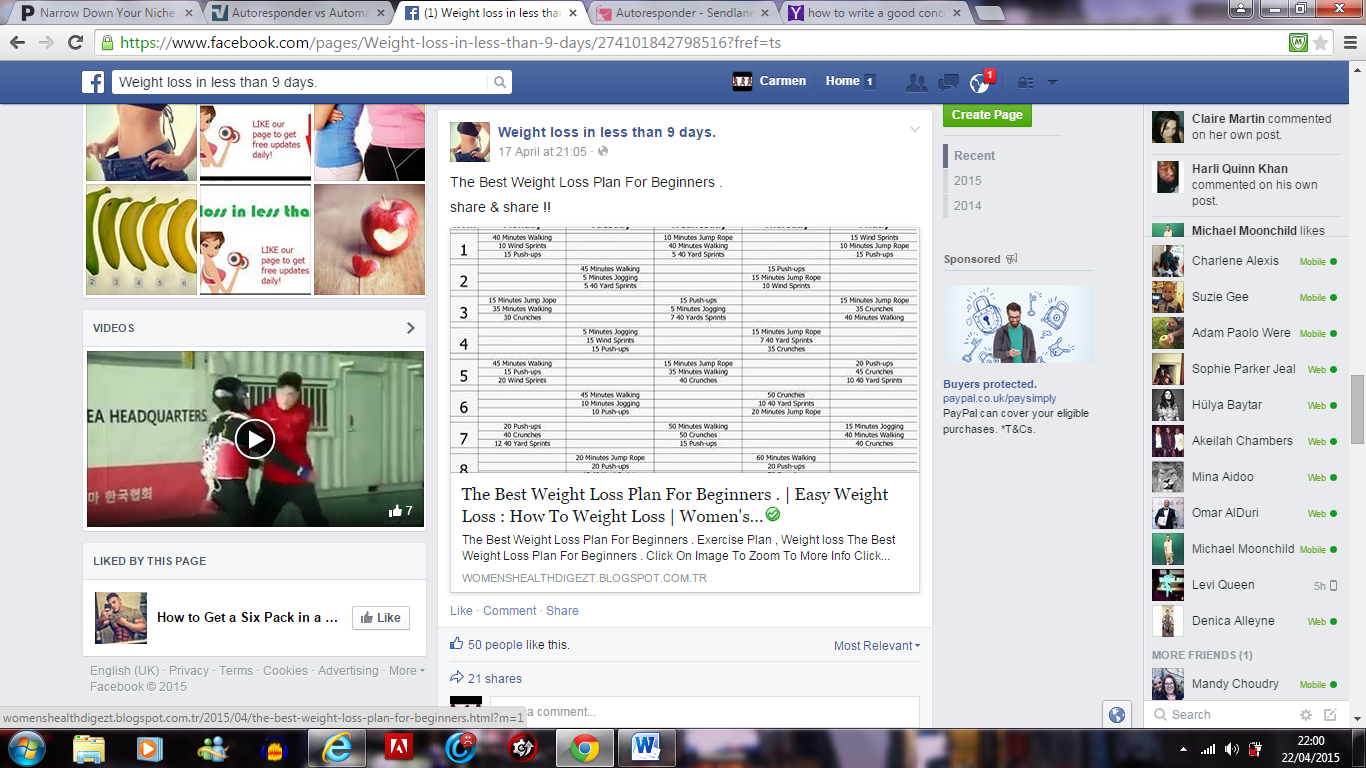 Narrow Down Your Niche
Autoresponder vs Automa
(1) Weight loss in less than
Autoresponder - Sendlane
how to write a good conc
https://www.facebook.com/pages/Weight-loss-in-less-than-9-days/274101842798516?fref=ts
Weight loss in less than 9 days.
Carmen
Home 1
1
LIKE our
page to get
free updates
daily!
2 3 4 5 6
loss in less tha
LIKE our
page to get
free updates
daily!
VIDEOS
EA HEADQUARTERS
마 한국협회
7
LIKED BY THIS PAGE
How to Get a Six Pack in a ...
Like
English (UK) · Privacy · Terms · Cookies · Advertising · More
Facebook © 2015
Weight loss in less than 9 days.
17 April at 21:05 ·
The Best Weight Loss Plan For Beginners .
share & share !!
1
40 Minutes Walking
10 Wind Sprints
15 Push-ups
10 Minutes Jump Rope
40 Minutes Walking
5 40 Yard Sprints
15 Wind Sprints
10 Minutes Jump Rope
15 Push-ups
2
45 Minutes Walking
5 Minutes Jogging
5 40 Yard Sprints
15 Push-ups
15 Minutes Jump Rope
10 Wind Sprints
3
15 Minutes Jump Jope
35 Minutes Walking
30 Crunches
15 Push-ups
5 Minutes Jogging
7 40 Yards Sprints
15 Minutes Jump Rope
35 Crunches
40 Minutes Walking
4
5 Minutes Jogging
15 Wind Sprints
15 Push-ups
15 Minutes Jump Rope
7 40 Yard Sprints
35 Crunches
5
45 Minutes Walking
15 Push-ups
20 Wind Sprints
15 Minutes Jump Rope
35 Minutes Walking
40 Crunches
20 Push-ups
45 Crunches
10 40 Yard Sprints
6
45 Minutes Walking
10 Minutes Jogging
10 Push-ups
50 Crunches
10 40 Yard Sprints
20 Minutes Jump Rope
7
20 Push-ups
40 Crunches
12 40 Yard Sprints
50 Minutes Walking
50 Crunches
15 Push-ups
15 Minutes Jogging
40 Minutes Walking
40 Crunches
8
20 Minutes Jump Rope
20 Push-ups
60 Minutes Walking
20 Push-ups
The Best Weight Loss Plan For Beginners . | Easy Weight
Loss : How To Weight Loss | Women's...
The Best Weight Loss Plan For Beginners . Exercise Plan , Weight loss The Best
Weight Loss Plan For Beginners . Click On Image To Zoom To More Info Click...
WOMENSHEALTHDIGEZT.BLOGSPOT.COM.TR
Like · Comment · Share
50 people like this.
Most Relevant
21 shares
a comment...
Create Page
Recent
2015
2014
Sponsored
Buyers protected.
paypal.co.uk/paysimply
PayPal can cover your eligible
purchases. *T&Cs.
Claire Martin commented
on her own post.
Harli Quinn Khan
commented on his own
post.
Michael Moonchild likes
Charlene Alexis Mobile
Suzie Gee Mobile
Adam Paolo Were Mobile
Sophie Parker Jeal Web
Hülya Baytar Web
Akeilah Chambers Web
Mina Aidoo Web
Omar AlDuri Web
Michael Moonchild Mobile
Levi Queen 5h
Denica Alleyne Web
MORE FRIENDS (1)
Mandy Choudry Mobile
Search
womenshealthdigezt.blogspot.com.tr/2015/04/the-best-weight-loss-plan-for-beginners.html?m=1
22:00
22/04/2015